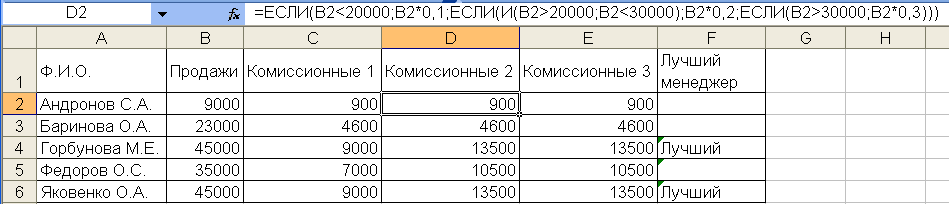 D2 fx =ЕСЛИ(B2<20000;B2*0,1;ЕСЛИ(И(B2>20000;B2<30000);B2*0,2;ЕСЛИ(B2>30000;B2*0,3)))
A B C D E F G H
1 Ф.И.О. Продажи Комиссионные 1 Комиссионные 2 Комиссионные 3 Лучший
менеджер
2 Андронов С.А. 9000 900 900 900
3 Баринова О.А. 23000 4600 4600 4600
4 Горбунова М.Е. 45000 9000 13500 13500 Лучший
5 Федоров О.С. 35000 7000 10500 10500
6 Яковенко О.А. 45000 9000 13500 13500 Лучший